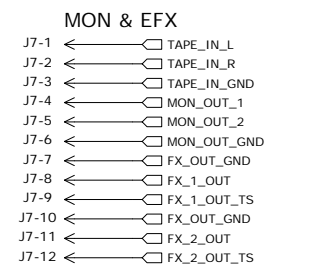 MON & EFX
J7-1 TAPE_IN_L
J7-2 TAPE_IN_R
J7-3 TAPE_IN_GND
J7-4 MON_OUT_1
J7-5 MON_OUT_2
J7-6 MON_OUT_GND
J7-7 FX_OUT_GND
J7-8 FX_1_OUT
J7-9 FX_1_OUT_TS
J7-10 FX_OUT_GND
J7-11 FX_2_OUT
J7-12 FX_2_OUT_TS